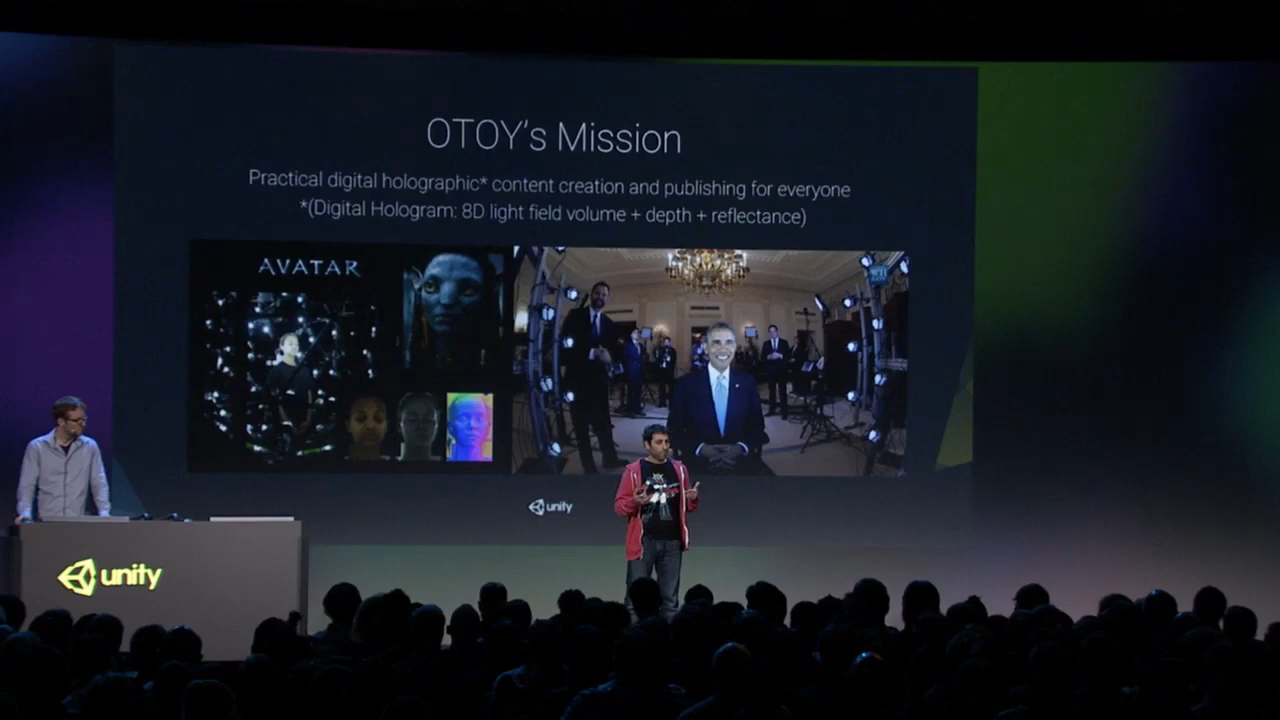 OTOY's Mission
Practical digital holographic* content creation and publishing for everyone
*(Digital Hologram: 8D light field volume + depth + reflectance)
AVATAR
unity
unity